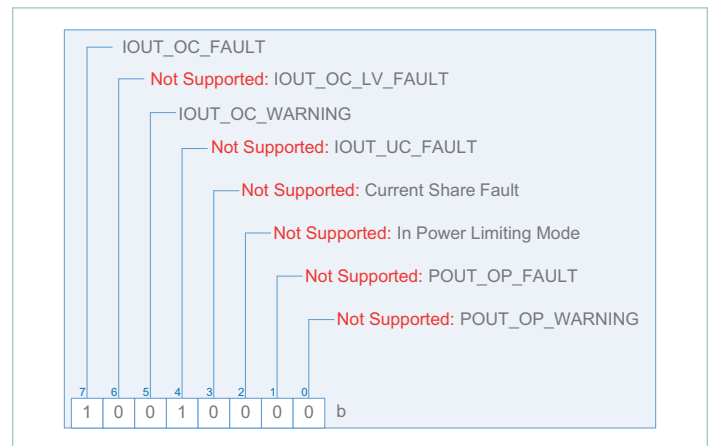 IOUT_OC_FAULT
Not Supported: IOUT_OC_LV_FAULT
IOUT_OC_WARNING
Not Supported: IOUT_UC_FAULT
Not Supported: Current Share Fault
Not Supported: In Power Limiting Mode
Not Supported: POUT_OP_FAULT
Not Supported: POUT_OP_WARNING
7 6 5 4 3 2 1 0
1 0 0 1 0 0 0 0 b